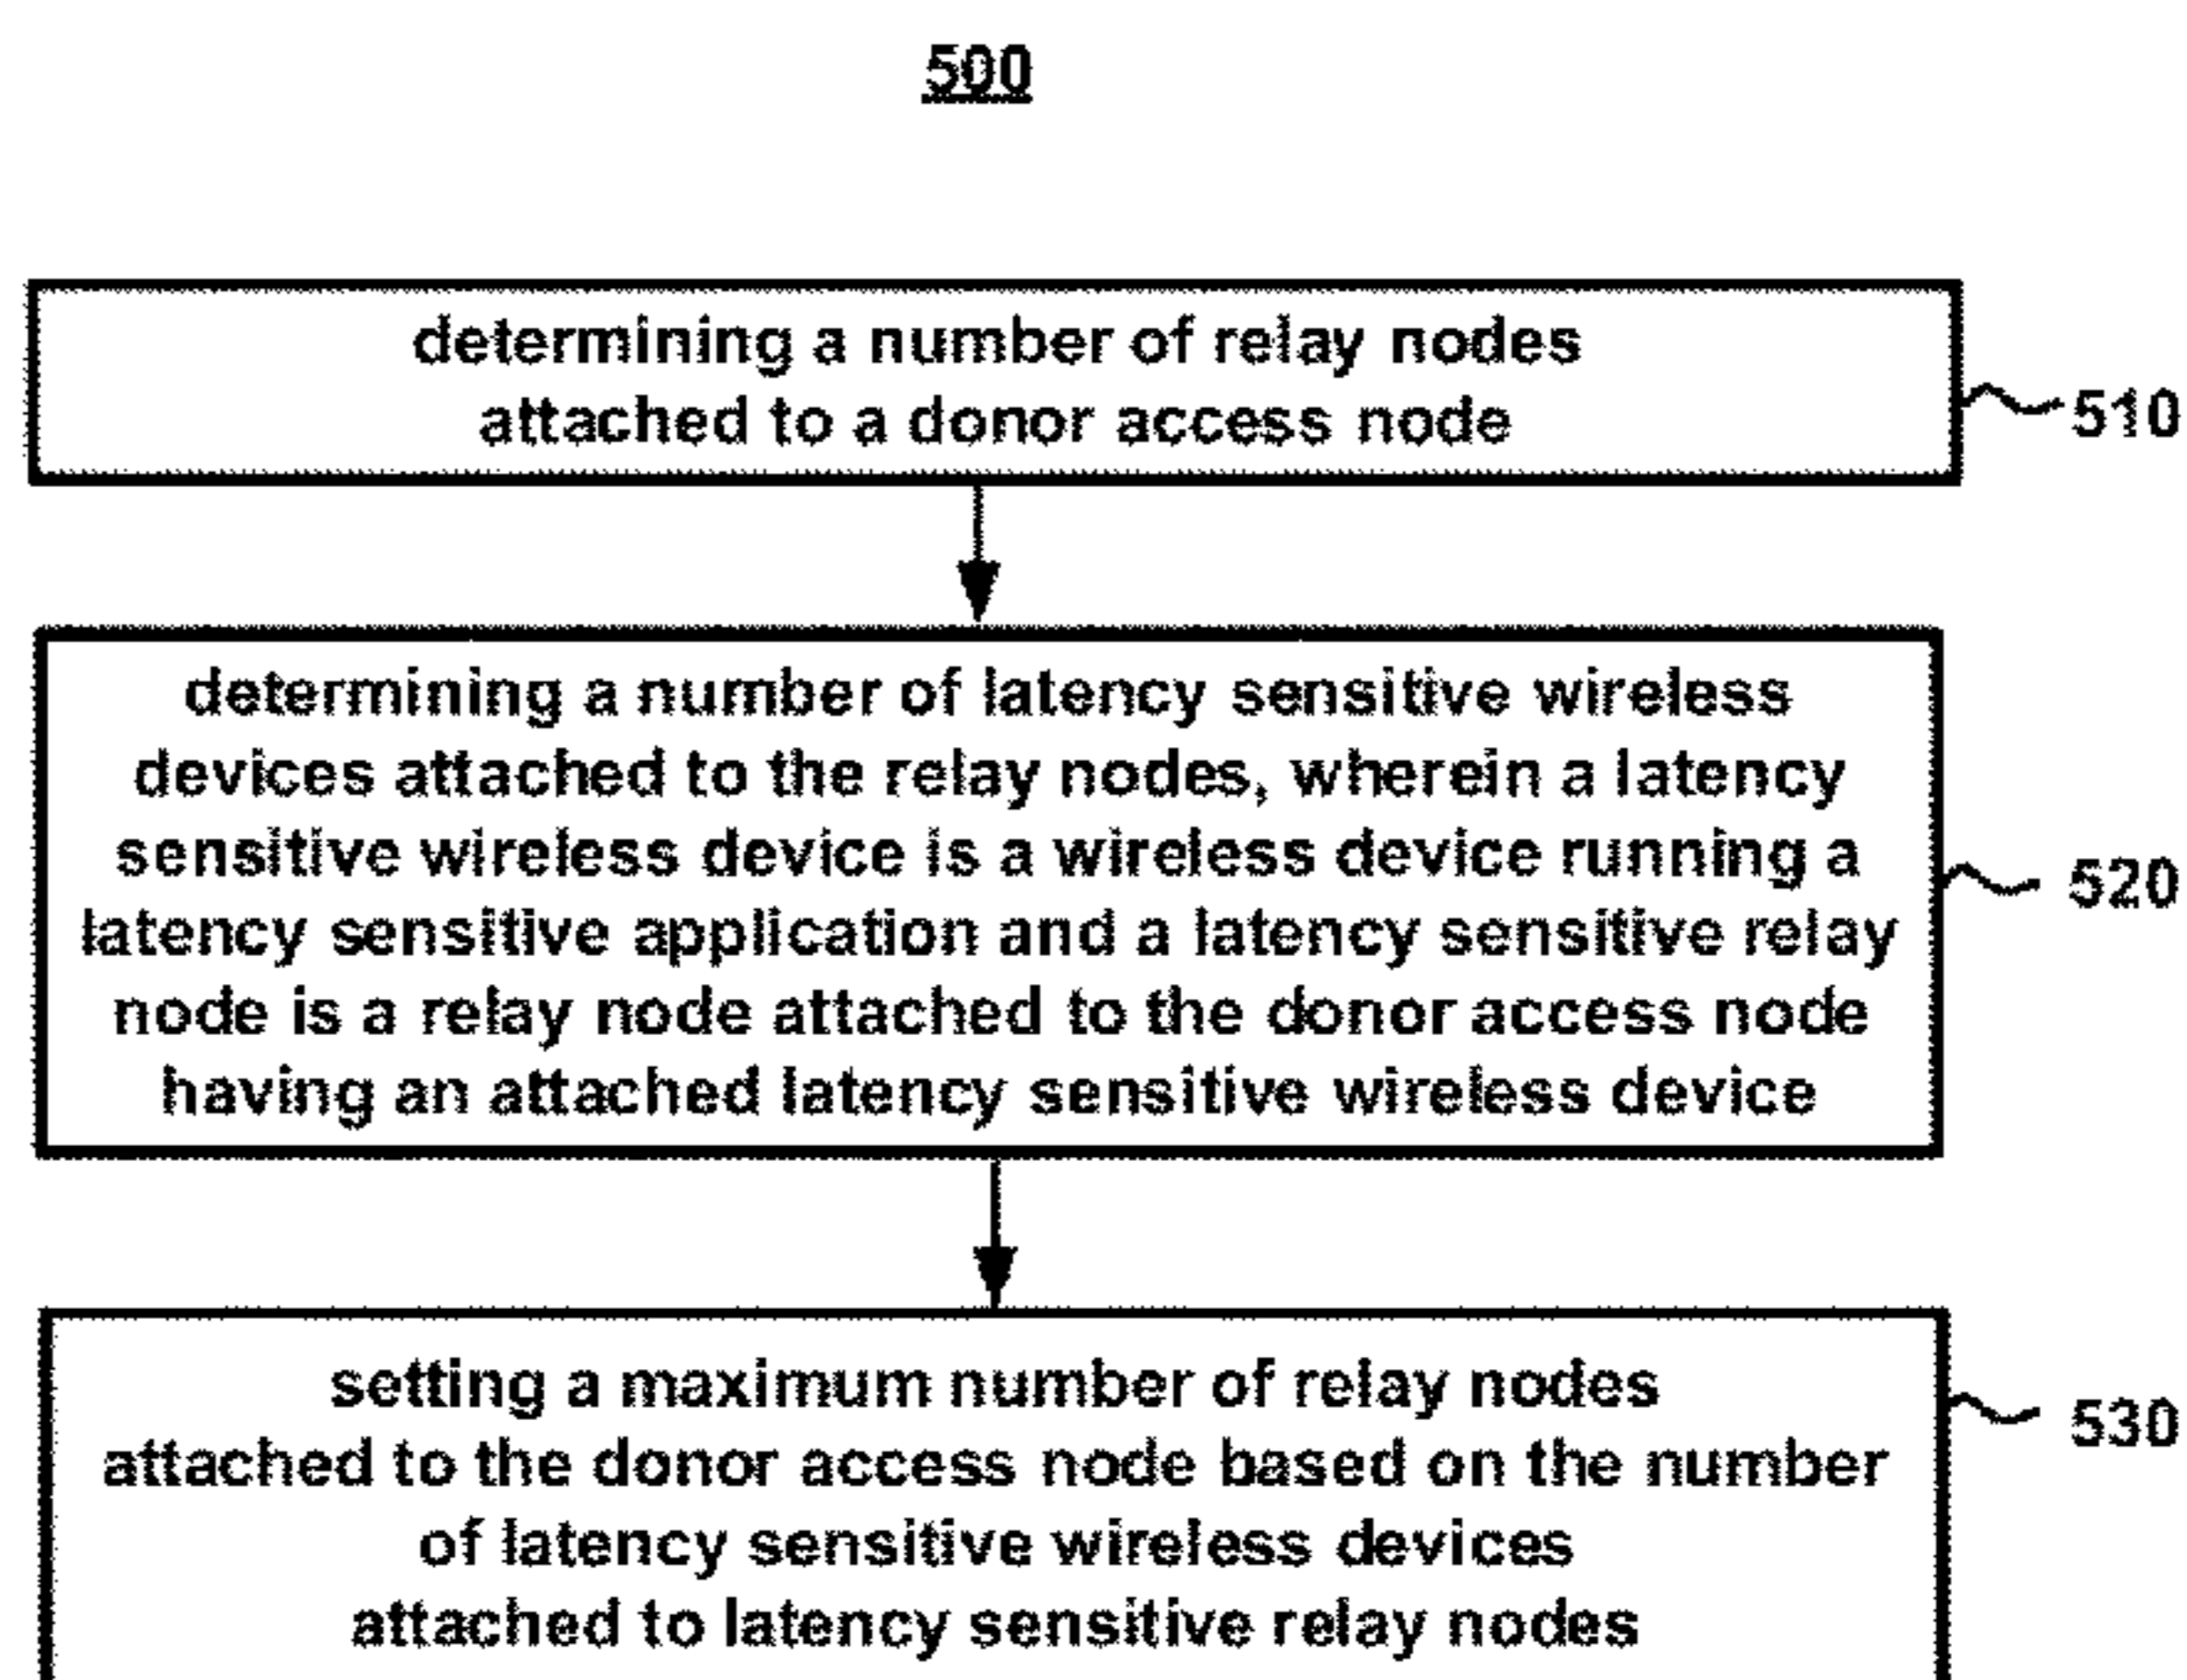 500
determining a number of relay nodes
attached to a donor access node
510
determining a number of latency sensitive wireless
devices attached to the relay nodes, wherein a latency
sensitive wireless device is a wireless device running a
latency sensitive application and a latency sensitive relay
node is a relay node attached to the donor access node
having an attached latency sensitive wireless device
520
setting a maximum number of relay nodes
attached to the donor access node based on the number
of latency sensitive wireless devices
attached to latency sensitive relay nodes
530